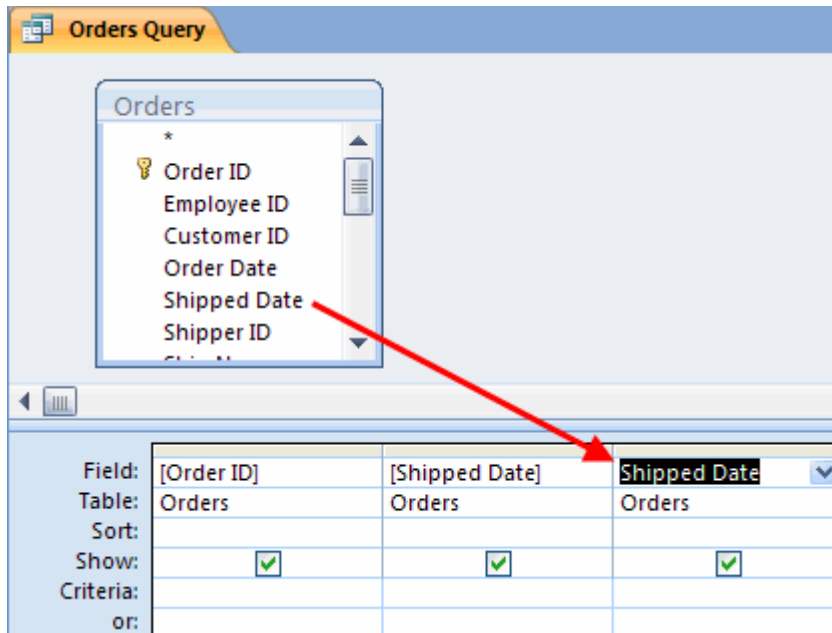 Orders Query
Orders
*
Order ID
Employee ID
Customer ID
Order Date
Shipped Date
Shipper ID
Field: [Order ID] [Shipped Date] Shipped Date
Table: Orders Orders Orders
Sort:
Show:
Criteria:
or: